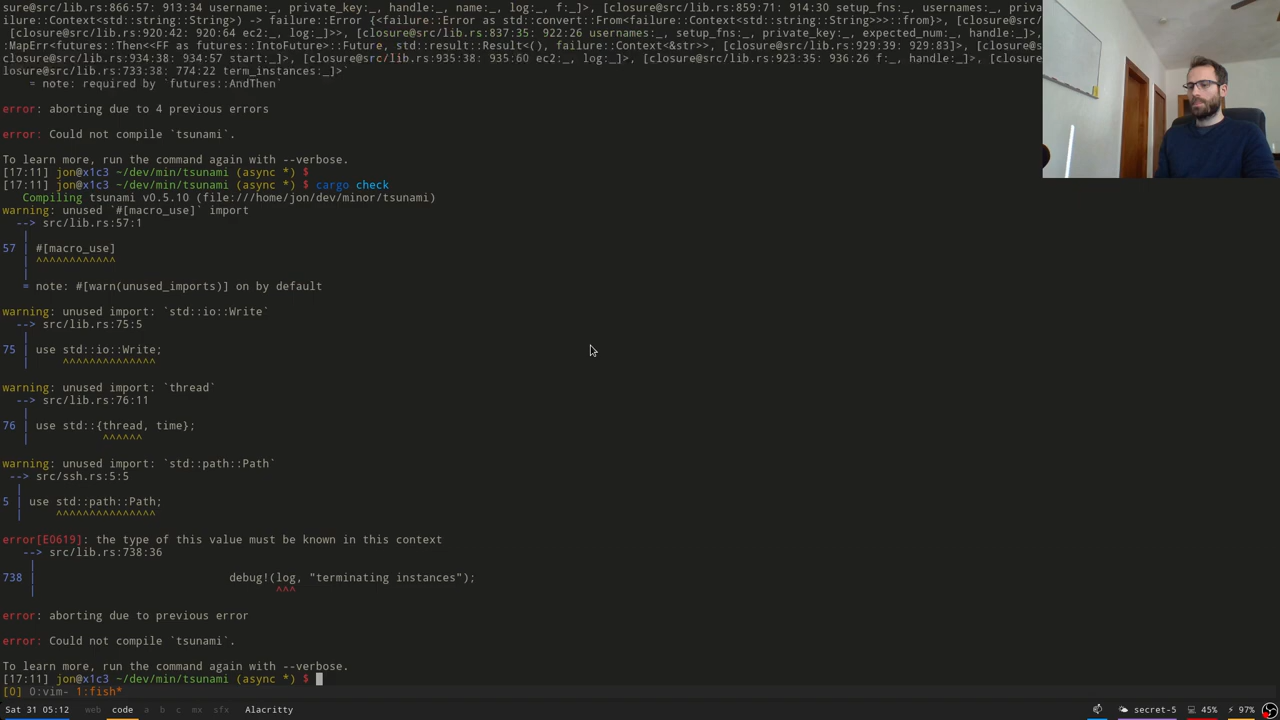 sure@src/lib.rs:866:57: 913:34 username:_, private_key:_, handle:_, name:_, log:_, f:_]>, [closure@src/lib.rs:859:71: 914:30 setup_fns:_, usernames:_, priva
Context<std::string::String>) -> failure::Error {<failure::Error as std::convert::From<failure::Context<std::string::String>>>::from}>, [closure@src/lib.rs:9
[closure@src/lib.rs:920:42: 920:64 ec2:_, log:_]>>, [closure@src/lib.rs:837:35: 922:26 usernames:_, setup_fns:_, private_key:_, expected_num:_, handle:_]>,
:MapErr<futures::Then<<FF as futures::IntoFuture>::Future, std::result::Result<(), failure::Context<&str>>, [closure@src/lib.rs:929:39: 929:83]>
closure@src/lib.rs:934:38: 934:57 start:_]>, [closure@src/lib.rs:935:38: 935:60 ec2:_, log:_]>, [closure@src/lib.rs:923:35: 936:26 f:_, handle:_]>,
losure@src/lib.rs:733:38: 774:22 term_instances:_]>`
= note: required by `futures::AndThen`
error: aborting due to 4 previous errors
error: Could not compile `tsunami`.
To learn more, run the command again with --verbose.
[17:11] jon@x1c3 ~/dev/min/tsunami (async *) $
[17:11] jon@x1c3 ~/dev/min/tsunami (async *) $ cargo check
Compiling tsunami v0.5.10 (file:///home/jon/dev/minor/tsunami)
warning: unused `#[macro_use]` import
--> src/lib.rs:57:1
|
57 | #[macro_use]
| ^^^^^^^^^^^^
|
= note: #[warn(unused_imports)] on by default
warning: unused import: `std::io::Write`
--> src/lib.rs:75:5
|
75 | use std::io::Write;
| ^^^^^^^^^^^^^^
warning: unused import: `thread`
--> src/lib.rs:76:11
|
76 | use std::{thread, time};
| ^^^^^^
warning: unused import: `std::path::Path`
--> src/ssh.rs:5:5
|
5 | use std::path::Path;
| ^^^^^^^^^^^^^^^
error[E0619]: the type of this value must be known in this context
--> src/lib.rs:738:36
|
738 | debug!(log, "terminating instances");
| ^^^
error: aborting due to previous error
error: Could not compile `tsunami`.
To learn more, run the command again with --verbose.
[17:11] jon@x1c3 ~/dev/min/tsunami (async *) $
[0] 0:vim- 1:fish*
Sat 31 05:12 web code a b c mx sfx Alacritty secret-5 45% 97%